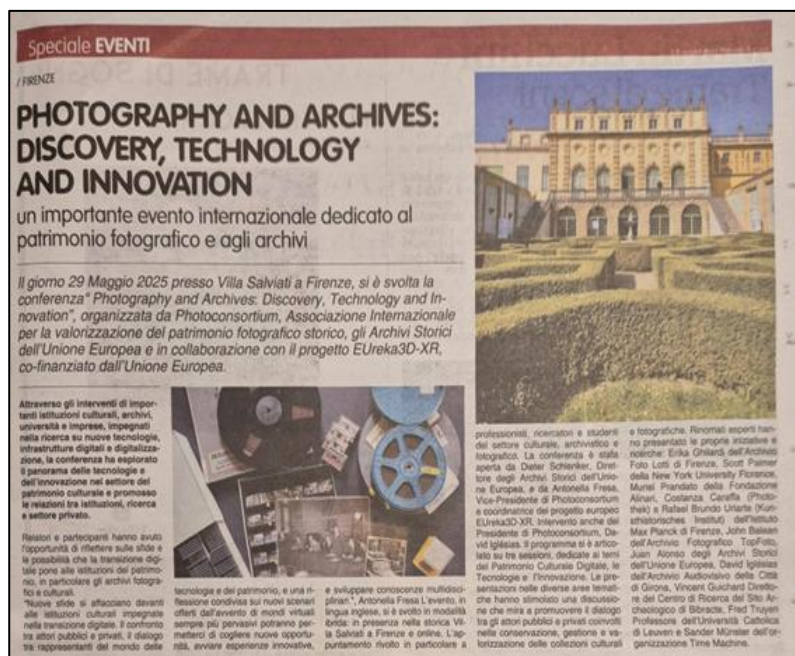 Speciale EVENTI
/ FIRENZE
PHOTOGRAPHY AND ARCHIVES:
DISCOVERY, TECHNOLOGY
AND INNOVATION
un importante evento internazionale dedicato al
patrimonio fotografico e agli archivi
Il giorno 29 Maggio 2025 presso Villa Salviati a Firenze, si è svolta la
conferenza" Photography and Archives: Discovery, Technology and In-
novation", organizzata da Photoconsortium, Associazione Internazionale
per la valorizzazione del patrimonio fotografico storico, gli Archivi Storici
dell'Unione Europea e in collaborazione con il progetto EUreka3D-XR,
co-finanziato dall'Unione Europea.
Attraverso gli interventi di impor-
tanti istituzioni culturali, archivi,
università e imprese, impegnati
nella ricerca su nuove tecnologie,
infrastrutture digitali e digitalizza-
zione, la conferenza ha esplorato
il panorama delle tecnologie e
dell'innovazione nel settore del
patrimonio culturale e promosso
le relazioni tra istituzioni, ricerca
e settore privato.
Relatori e partecipanti hanno avuto
l'opportunità di riflettere sulle sfide e
le possibilità che la transizione digi-
tale pone alle istituzioni del patrimo-
nio, in particolare gli archivi fotogra-
fici e culturali.
"Nuove sfide si affacciano davanti
alle istituzioni culturali impegnate
nella transizione digitale. Il confronto
tra attori pubblici e privati, il dialogo
tra rappresentanti del mondo delle
tecnologie e del patrimonio, e una ri-
flessione condivisa sui nuovi scenari
offerti dall'avvento di mondi virtuali
sempre più pervasivi potranno per-
metterci di cogliere nuove opportu-
nità, avviare esperienze innovative,
e sviluppare conoscenze multidisci-
plinari.", Antonella Fresa L'evento, in
lingua inglese, si è svolto in modalità
ibrida: in presenza nella storica Vil-
la Salviati a Firenze e online. L'ap-
puntamento rivolto in particolare a
professionisti, ricercatori e studenti
del settore culturale, archivistico e
fotografico. La conferenza è stata
aperta da Dieter Schlenker, Diret-
tore degli Archivi Storici dell'Unio-
ne Europea, e da Antonella Fresa,
Vice-Presidente di Photoconsortium
e coordinatrice del progetto europeo
EUreka3D-XR. Intervento anche del
Presidente di Photoconsortium, Da-
vid Iglésias. Il programma si è artico-
lato su tre sessioni, dedicate ai temi
del Patrimonio Culturale Digitale, le
Tecnologie e l'Innovazione. Le pre-
sentazioni nelle diverse aree temati-
che hanno stimolato una discussio-
ne che mira a promuovere il dialogo
tra gli attori pubblici e privati coinvolti
nella conservazione, gestione e va-
lorizzazione delle collezioni culturali
e fotografiche. Rinomati esperti han-
no presentato le proprie iniziative e
ricerche: Erika Ghilardi dell'Archivio
Foto Locchi di Firenze, Scott Palmer
della New York University Florence,
Muriel Prandato della Fondazione
Alinari, Costanza Caraffa (Photo-
thek) e Rafael Brundo Uriarte (Kun-
sthistorisches Institut) dell'Istituto
Max Planck di Firenze, John Balean
dell'Archivio Fotografico TopFoto,
Juan Alonso degli Archivi Storici
dell'Unione Europea, David Iglésias
dell'Archivio Audiovisivo della Città
di Girona, Vincent Guichard Diretto-
re del Centro di Ricerca del Sito Ar-
cheologico di Bibracte, Fred Truyen
Professore dell'Università Cattolica
di Leuven e Sander Münster dell'or-
ganizzazione Time Machine.